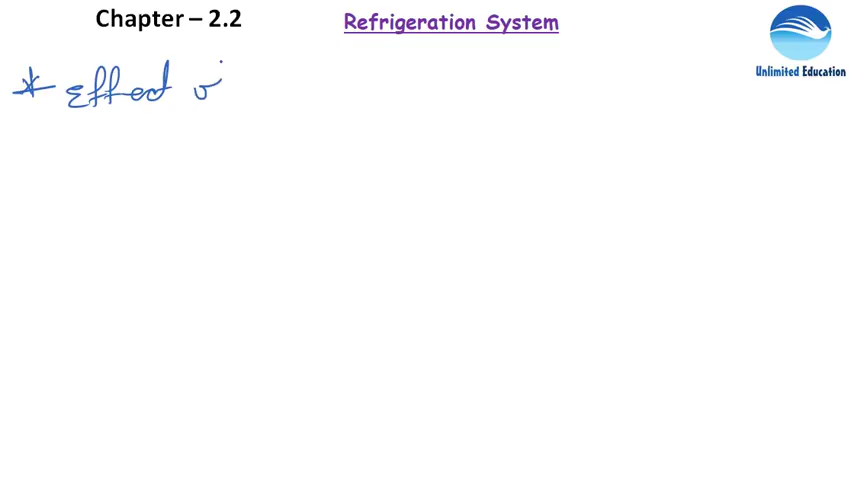 Chapter – 2.2
Refrigeration System
Unlimited Education
* Effect